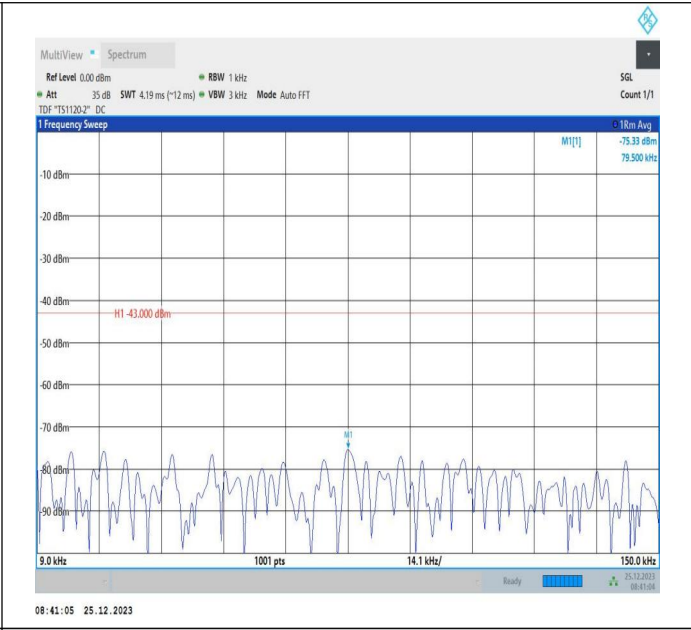 R S
MultiView Spectrum
Ref Level 0.00 dBm RBW 1 kHz SGL
Att 35 dB SWT 4.19 ms (~12 ms) VBW 3 kHz Mode Auto FFT Count 1/1
TDF "TS1120-2" DC
1 Frequency Sweep 1Rm Avg
M1[1] -75.33 dBm
79.500 kHz
-10 dBm
-20 dBm
-30 dBm
-40 dBm
H1 -43.000 dBm
-50 dBm
-60 dBm
-70 dBm
M1
-80 dBm
-90 dBm
9.0 kHz 1001 pts 14.1 kHz/ 150.0 kHz
Ready 25.12.2023
08:41:04
08:41:05 25.12.2023